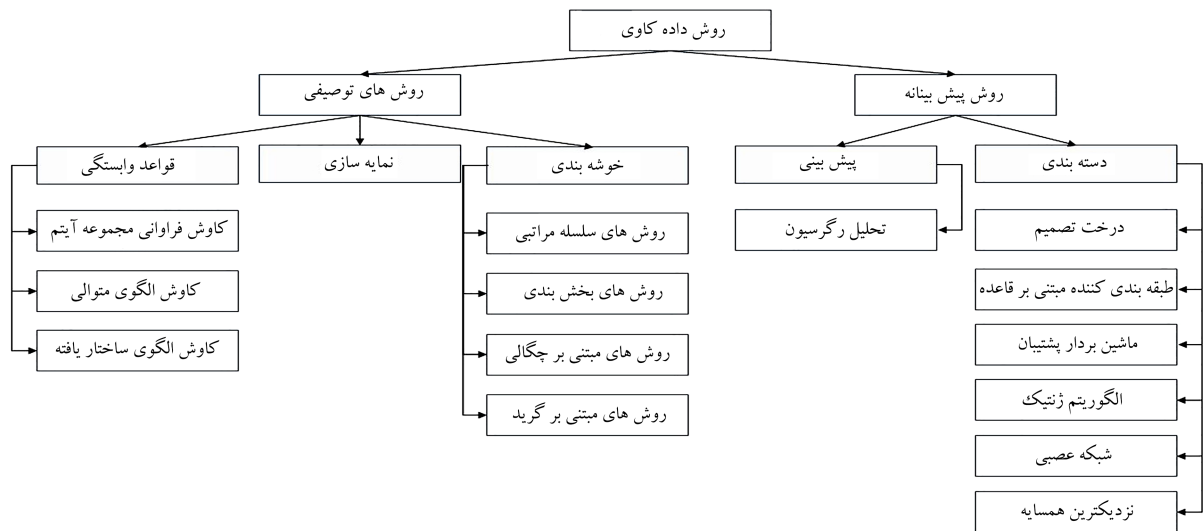 روش داده کاوی
روش پیش بینانه
روش های توصیفی
دسته بندی
پیش بینی
خوشه بندی
نمایه سازی
قواعد وابستگی
درخت تصمیم
طبقه بندی کننده مبتنی بر قاعده
ماشین بردار پشتیبان
الگوریتم ژنتیک
شبکه عصبی
نزدیکترین همسایه
تحلیل رگرسیون
روش های سلسله مراتبی
روش های بخش بندی
روش های مبتنی بر چگالی
روش های مبتنی بر گرید
کاوش فراوانی مجموعه آیتم
کاوش الگوی متوالی
کاوش الگوی ساختار یافته